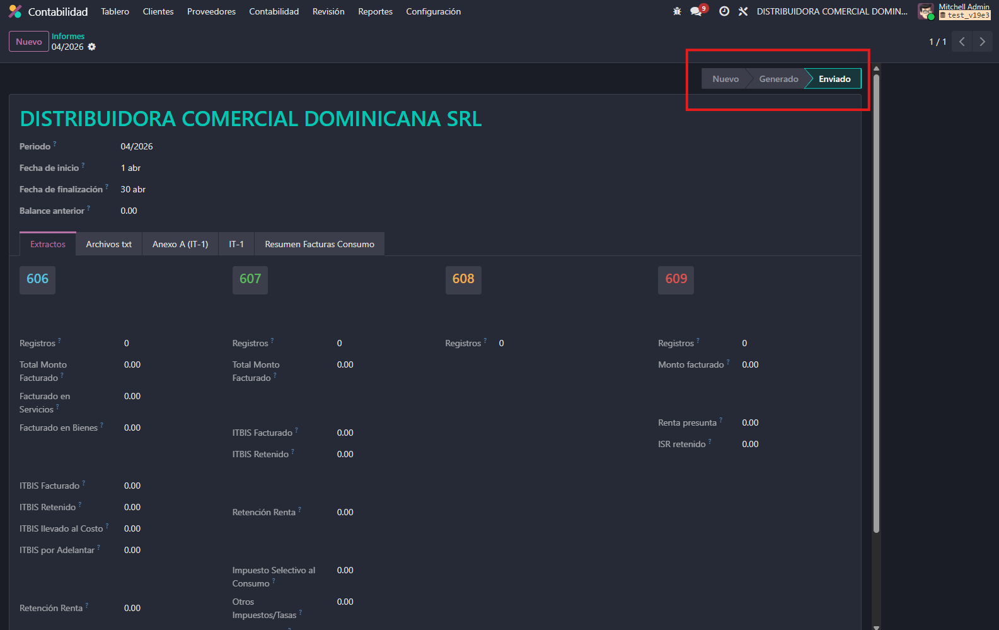 Contabilidad Tablero Clientes Proveedores Contabilidad Revisión Reportes Configuración 9 DISTRIBUIDORA COMERCIAL DOMIN... Mitchell Admin
test_v19e3
Nuevo Informes
04/2026 1 / 1
Nuevo Generado Enviado
DISTRIBUIDORA COMERCIAL DOMINICANA SRL
Periodo ? 04/2026
Fecha de inicio ? 1 abr
Fecha de finalización ? 30 abr
Balance anterior ? 0.00
Extractos Archivos txt Anexo A (IT-1) IT-1 Resumen Facturas Consumo
606 607 608 609
Registros ? 0 Registros ? 0 Registros ? 0 Registros ? 0
Total Monto 0.00 Total Monto 0.00 Monto facturado ? 0.00
Facturado ? Facturado ?
Facturado en 0.00
Servicios ?
Renta presunta ? 0.00
Facturado en Bienes ? 0.00 ITBIS Facturado ? 0.00
ISR retenido ? 0.00
ITBIS Retenido ? 0.00
ITBIS Facturado ? 0.00
ITBIS Retenido ? 0.00 Retención Renta ? 0.00
ITBIS llevado al Costo ? 0.00
ITBIS por Adelantar ? 0.00
Impuesto Selectivo al 0.00
Consumo ?
Otros 0.00
Retención Renta ? 0.00 Impuestos/Tasas ?
?